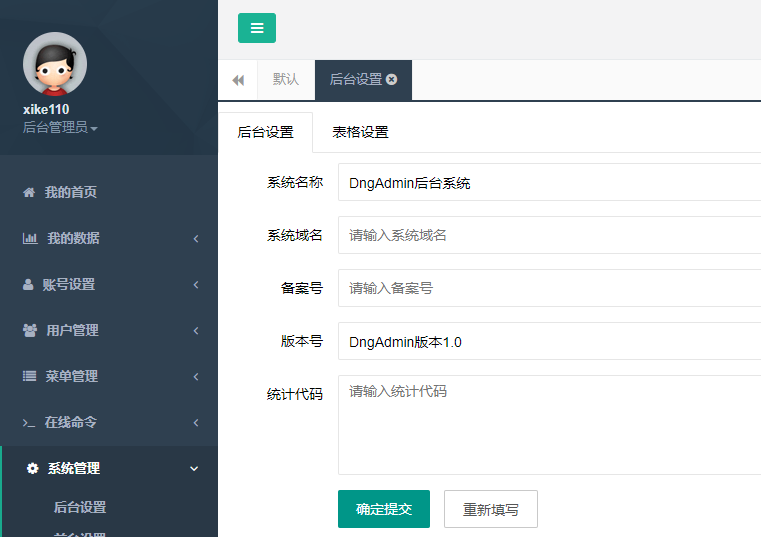 xike110
后台管理员
我的首页
我的数据
账号设置
用户管理
菜单管理
在线命令
系统管理
后台设置
默认
后台设置
后台设置
表格设置
系统名称
DngAdmin后台系统
系统域名
请输入系统域名
备案号
请输入备案号
版本号
DngAdmin版本1.0
统计代码
请输入统计代码
确定提交
重新填写